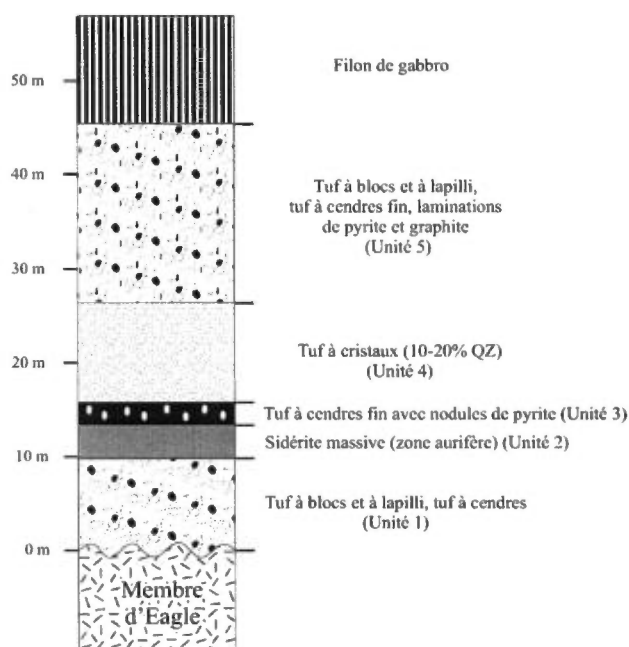 50 m
Filon de gabbro
40 m
Tuf à blocs et à lapilli,
tuf à cendres fin, laminations
de pyrite et graphite
(Unité 5)
30 m
20 m
Tuf à cristaux (10-20% QZ)
(Unité 4)
Tuf à cendres fin avec nodules de pyrite (Unité 3)
Sidérite massive (zone aurifère) (Unité 2)
10 m
Tuf à blocs et à lapilli, tuf à cendres
(Unité 1)
0 m
Membre
d'Eagle